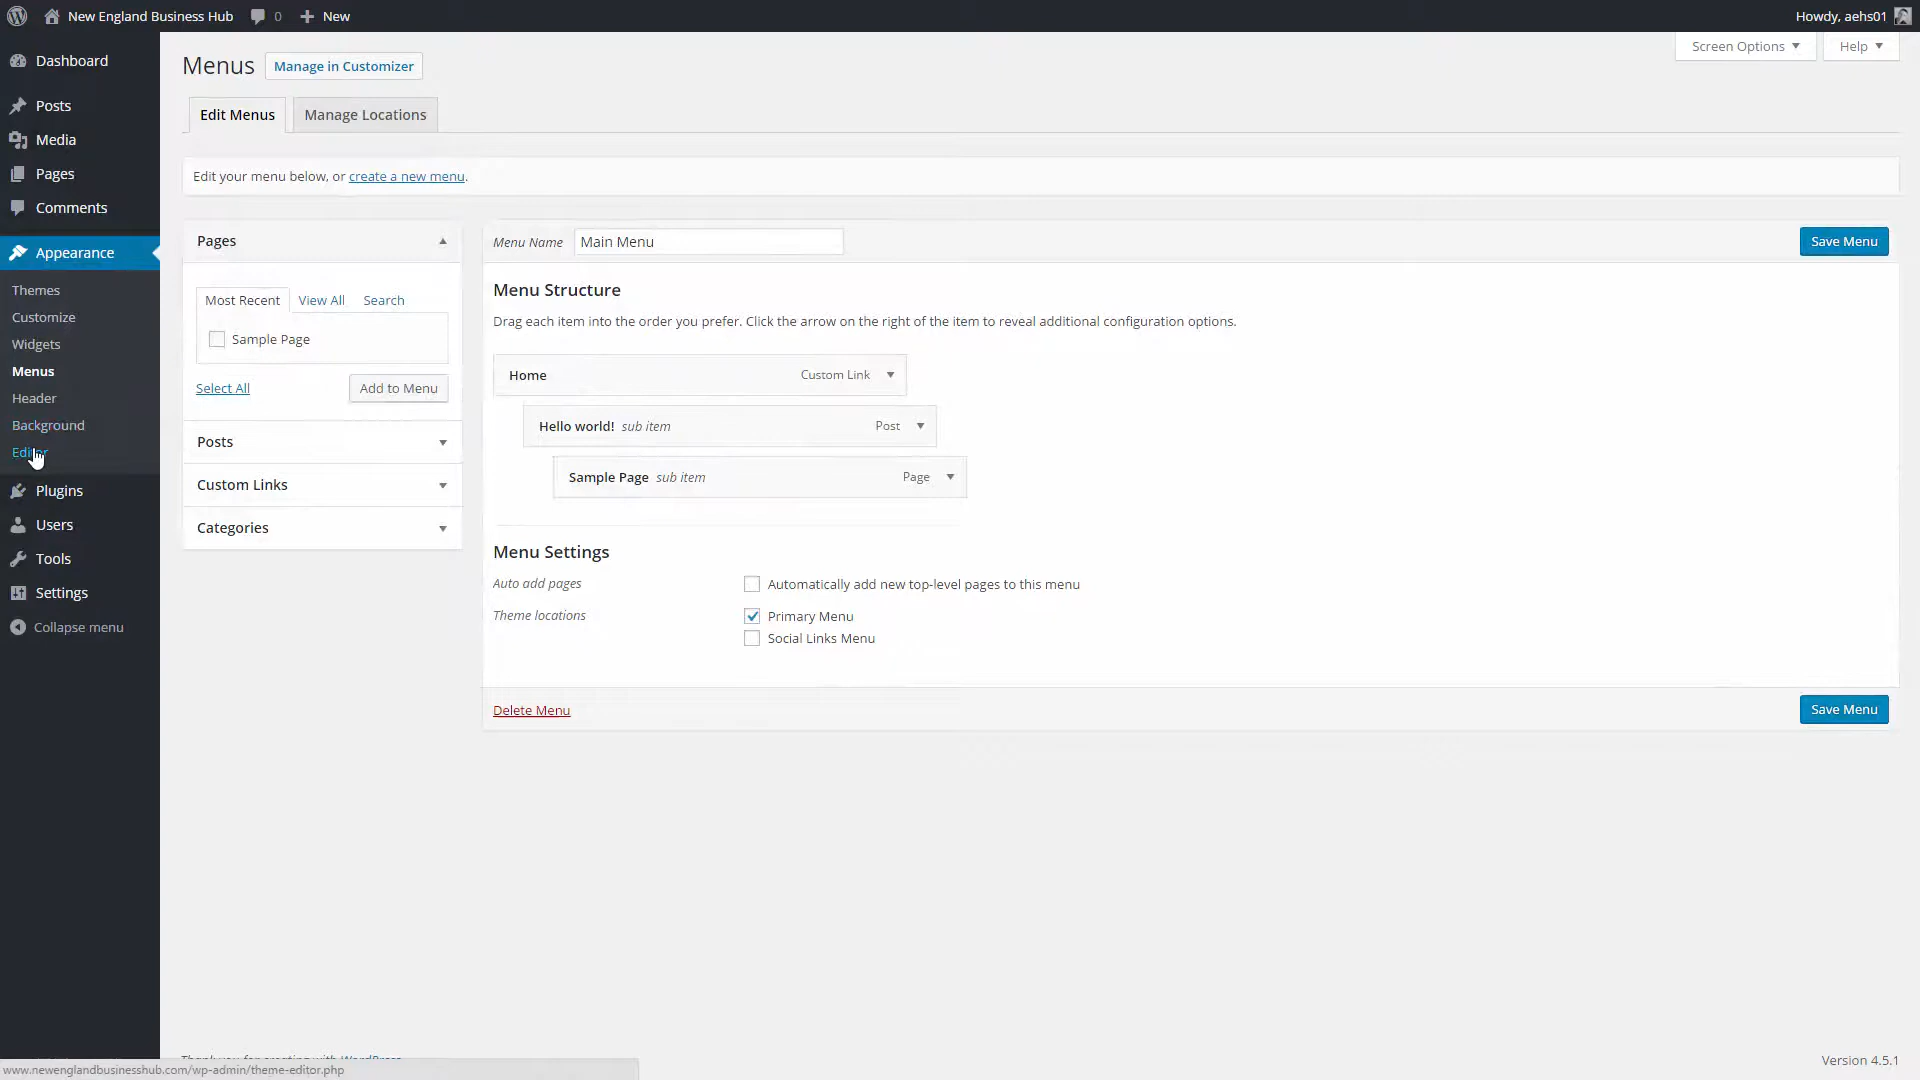 New England Business Hub 0 New Howdy, aehs01
Screen Options Help
Dashboard
Posts
Media
Pages
Comments
Appearance
Themes
Customize
Widgets
Menus
Header
Background
Editor
Plugins
Users
Tools
Settings
Collapse menu
Menus Manage in Customizer
Edit Menus Manage Locations
Edit your menu below, or create a new menu.
Pages
Most Recent View All Search
Sample Page
Select All Add to Menu
Posts
Custom Links
Categories
Menu Name Main Menu Save Menu
Menu Structure
Drag each item into the order you prefer. Click the arrow on the right of the item to reveal additional configuration options.
Home Custom Link
Hello world! sub item Post
Sample Page sub item Page
Menu Settings
Auto add pages Automatically add new top-level pages to this menu
Theme locations Primary Menu
Social Links Menu
Delete Menu Save Menu
Thank you for creating with WordPress
Version 4.5.1
www.newenglandbusinesshub.com/wp-admin/theme-editor.php